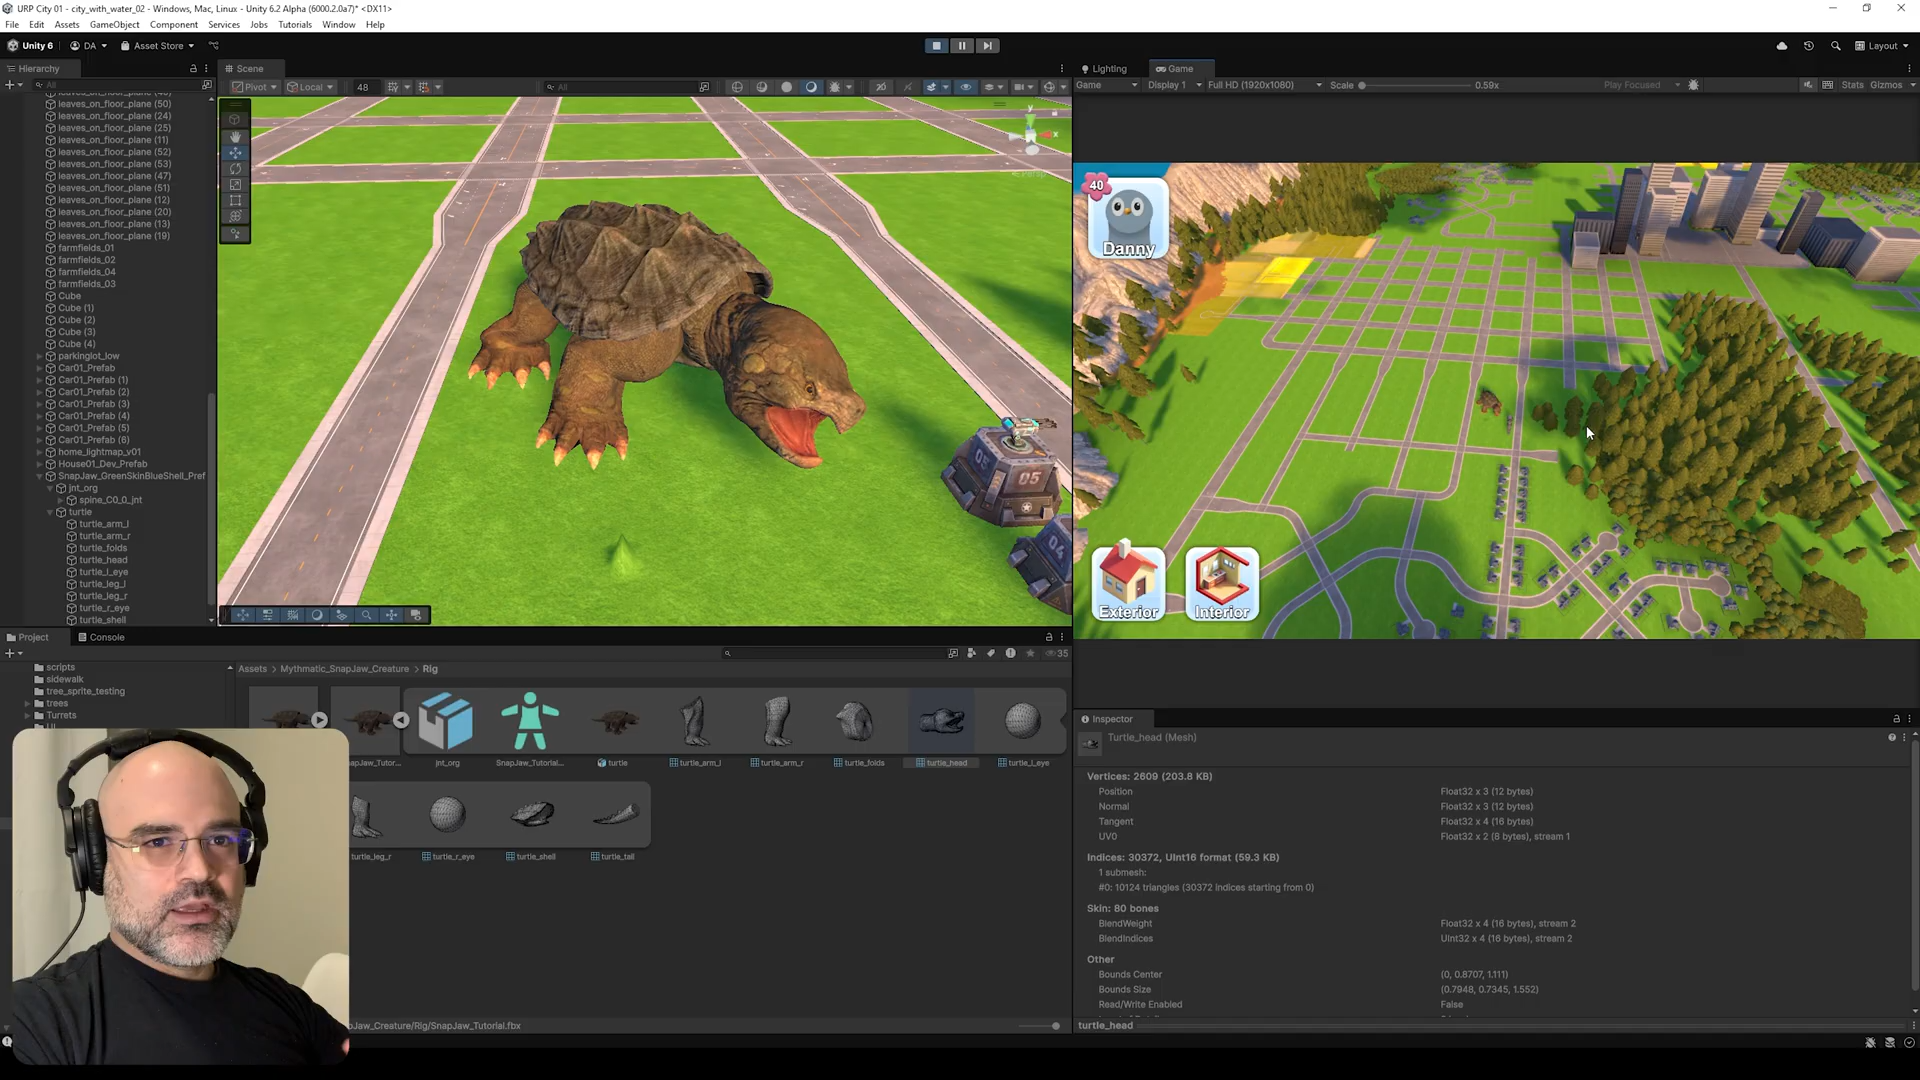 URP City 01 - city_with_water_02 - Windows, Mac, Linux - Unity 6.2 Alpha (6000.2.0a7)* <DX11>
File Edit Assets GameObject Component Services Jobs Tutorials Window Help
Unity 6 DA Asset Store Layout
Hierarchy
All
leaves_on_floor_plane (50)
leaves_on_floor_plane (24)
leaves_on_floor_plane (25)
leaves_on_floor_plane (11)
leaves_on_floor_plane (52)
leaves_on_floor_plane (53)
leaves_on_floor_plane (47)
leaves_on_floor_plane (51)
leaves_on_floor_plane (12)
leaves_on_floor_plane (20)
leaves_on_floor_plane (13)
leaves_on_floor_plane (19)
farmfields_01
farmfields_02
farmfields_04
farmfields_03
Cube
Cube (1)
Cube (2)
Cube (3)
Cube (4)
parkinglot_low
Car01_Prefab
Car01_Prefab (1)
Car01_Prefab (2)
Car01_Prefab (3)
Car01_Prefab (4)
Car01_Prefab (5)
Car01_Prefab (6)
home_lightmap_v01
House01_Dev_Prefab
SnapJaw_GreenSkinBlueShell_Pref
jnt_org
spine_C0_0_jnt
turtle
turtle_arm_l
turtle_arm_r
turtle_folds
turtle_head
turtle_l_eye
turtle_leg_l
turtle_leg_r
turtle_r_eye
turtle_shell
Scene
Pivot Local 48 All
y
x
Persp
05
05
04
Lighting Game
Game Display 1 Full HD (1920x1080) Scale 0.59x Play Focused Stats Gizmos
40
Danny
Exterior Interior
Project Console
35
scripts
sidewalk
tree_sprite_testing
trees
Turrets
Assets > Mythmatic_SnapJaw_Creature > Rig
napJaw_Tutor... jnt_org SnapJaw_Tutorial... turtle turtle_arm_l turtle_arm_r turtle_folds turtle_head turtle_l_eye
turtle_leg_r turtle_r_eye turtle_shell turtle_tail
pJaw_Creature/Rig/SnapJaw_Tutorial.fbx
Inspector
Turtle_head (Mesh)
Vertices: 2609 (203.8 KB)
Position Float32 x 3 (12 bytes)
Normal Float32 x 3 (12 bytes)
Tangent Float32 x 4 (16 bytes)
UV0 Float32 x 2 (8 bytes), stream 1
Indices: 30372, UInt16 format (59.3 KB)
1 submesh:
#0: 10124 triangles (30372 indices starting from 0)
Skin: 80 bones
BlendWeight Float32 x 4 (16 bytes), stream 2
BlendIndices UInt32 x 4 (16 bytes), stream 2
Other
Bounds Center (0, 0.8707, 1.111)
Bounds Size (0.7948, 0.7345, 1.552)
Read/Write Enabled False
turtle_head